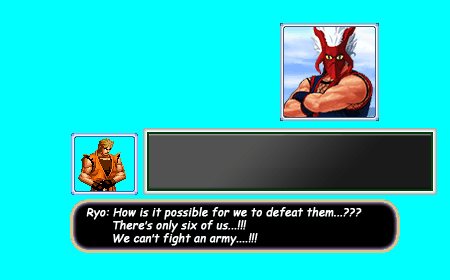 Ryo: How is it possible for we to defeat them...???
There's only six of us...!!!
We can't fight an army....!!!